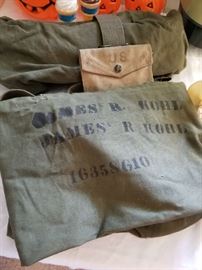 US
JAMES R. KOHL
JAMES R KOHL
16358610